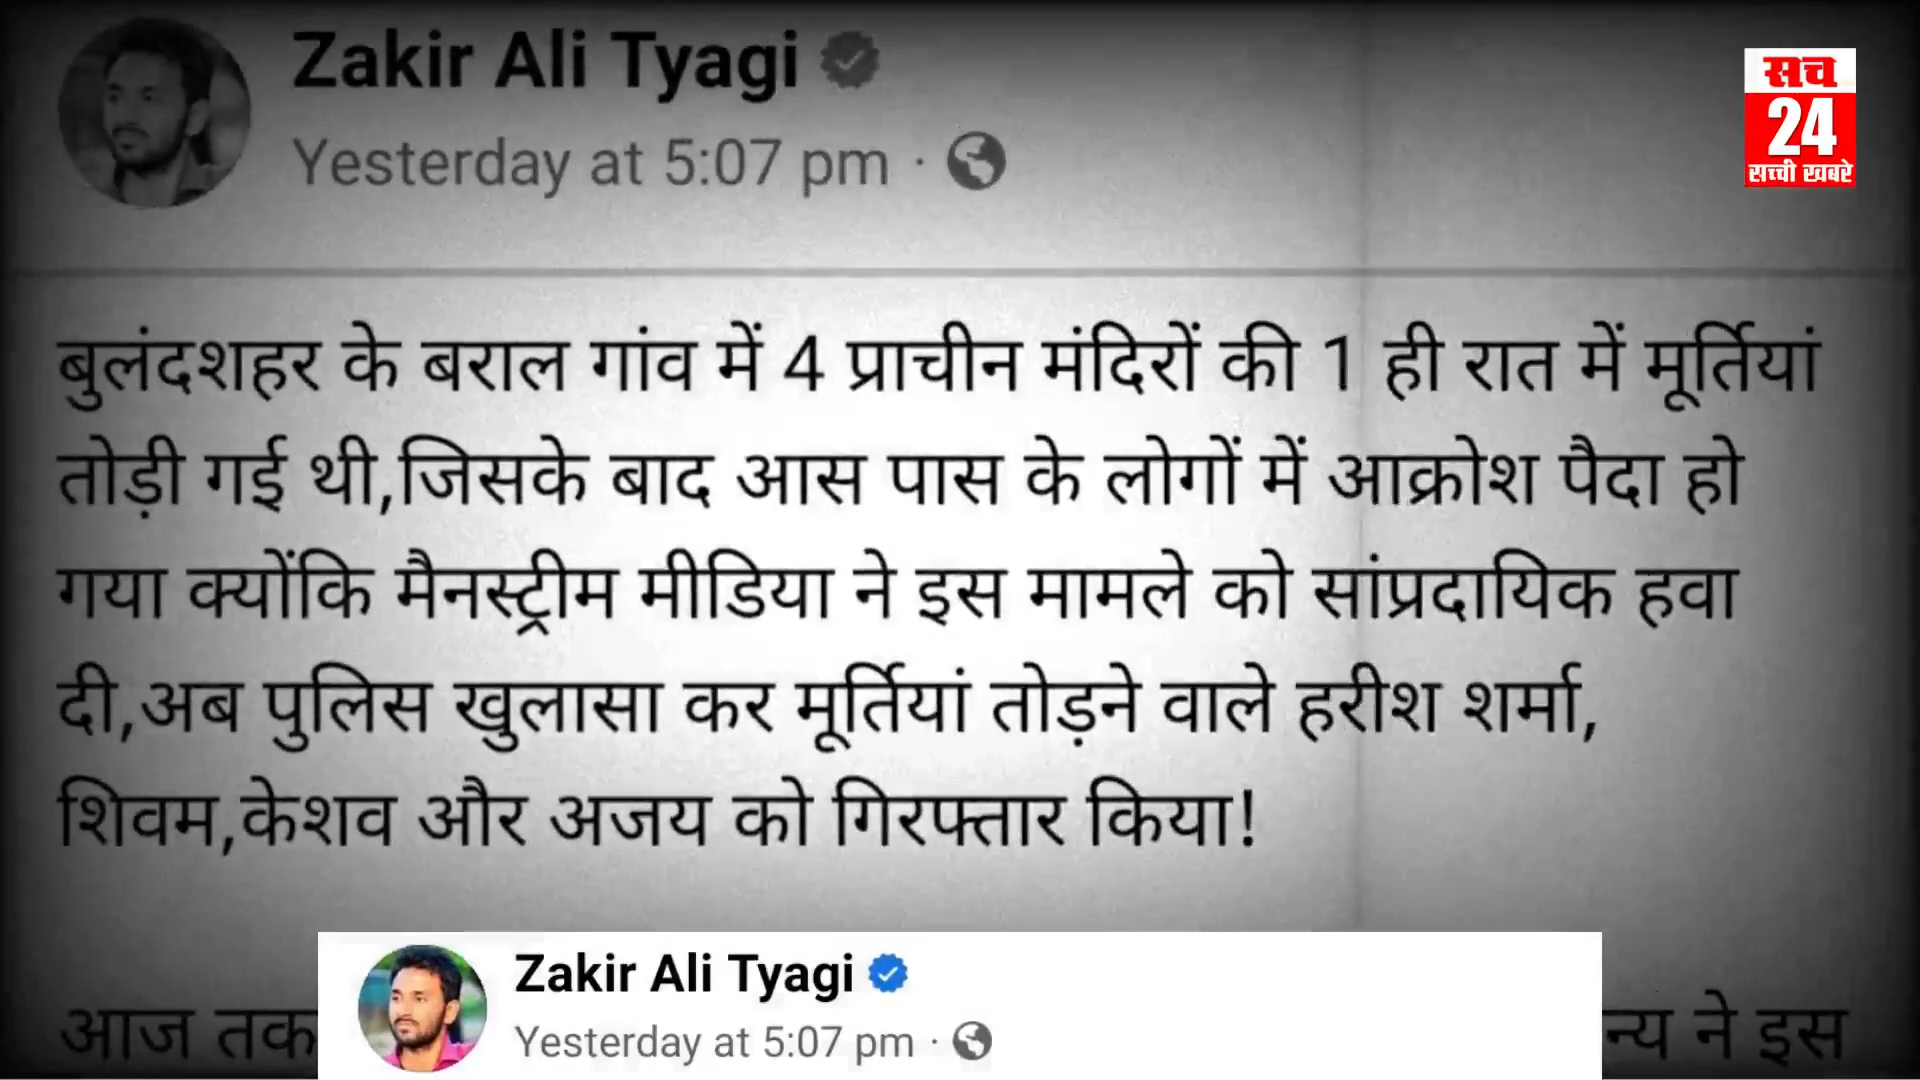 Zakir Ali Tyagi
Yesterday at 5:07 pm ·
सच
24
सच्ची खबरे
बुलंदशहर के बराल गांव में 4 प्राचीन मंदिरों की 1 ही रात में मूर्तियां
तोड़ी गई थी,जिसके बाद आस पास के लोगों में आक्रोश पैदा हो
गया क्योंकि मैनस्ट्रीम मीडिया ने इस मामले को सांप्रदायिक हवा
दी,अब पुलिस खुलासा कर मूर्तियां तोड़ने वाले हरीश शर्मा,
शिवम,केशव और अजय को गिरफ्तार किया!
Zakir Ali Tyagi
Yesterday at 5:07 pm ·
आज तक
ने इस